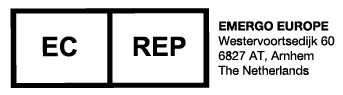 EC REP
EMERGO EUROPE
Westervoortsedijk 60
6827 AT, Arnhem
The Netherlands